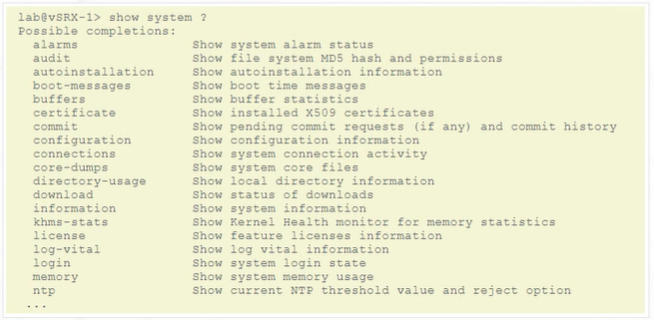 lab@vSRX-1> show system ?
Possible completions:
  alarms               Show system alarm status
  audit                Show file system MD5 hash and permissions
  autoinstallation     Show autoinstallation information
  boot-messages        Show boot time messages
  buffers              Show buffer statistics
  certificate          Show installed X509 certificates
  commit               Show pending commit requests (if any) and commit history
  configuration        Show configuration information
  connections          Show system connection activity
  core-dumps           Show system core files
  directory-usage      Show local directory information
  download             Show status of downloads
  information          Show system information
  khms-stats           Show Kernel Health monitor for memory statistics
  license              Show feature licenses information
  log-vital            Show log vital information
  login                Show system login state
  memory               Show system memory usage
  ntp                  Show current NTP threshold value and reject option
 ...